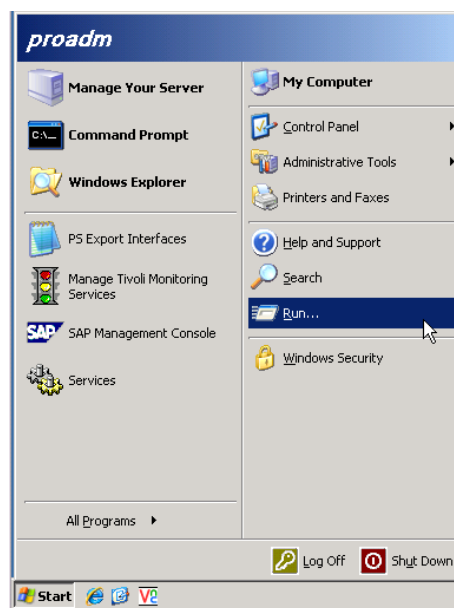 proadm
Manage Your Server
C:\_
Command Prompt
Windows Explorer
PS Export Interfaces
Manage Tivoli Monitoring
Services
SAP
SAP Management Console
Services
All Programs
My Computer
Control Panel
Administrative Tools
Printers and Faxes
Help and Support
Search
Run...
Windows Security
Log Off
Shut Down
Start